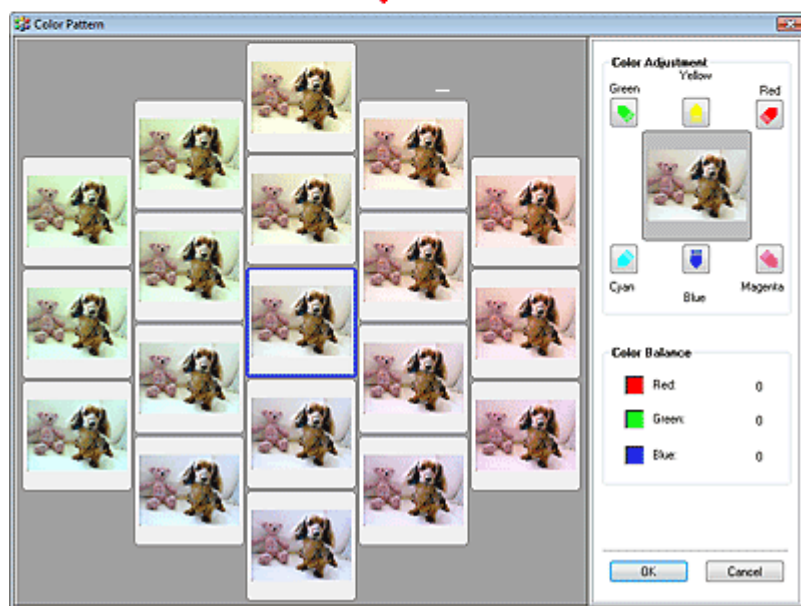 Color Pattern
Color Adjustment
Yellow
Green
Red
Cyan
Blue
Magenta
Color Balance
Red: 0
Green: 0
Blue: 0
OK
Cancel